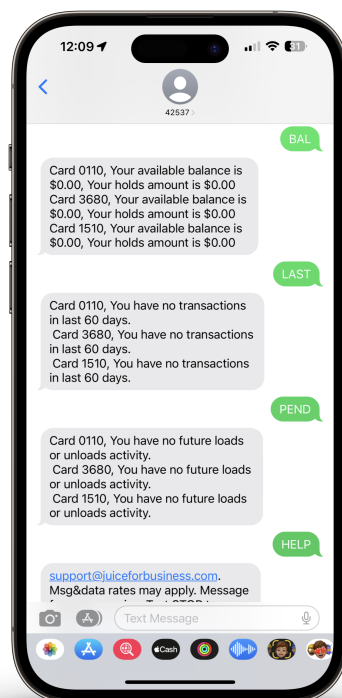 12:09
31
42537
BAL
Card 0110, Your available balance is
$0.00, Your holds amount is $0.00
Card 3680, Your available balance is
$0.00, Your holds amount is $0.00
Card 1510, Your available balance is
$0.00, Your holds amount is $0.00
LAST
Card 0110, You have no transactions
in last 60 days.
Card 3680, You have no transactions
in last 60 days.
Card 1510, You have no transactions
in last 60 days.
PEND
Card 0110, You have no future loads
or unloads activity.
Card 3680, You have no future loads
or unloads activity.
Card 1510, You have no future loads
or unloads activity.
HELP
support@juiceforbusiness.com.
Msg&data rates may apply. Message
Text Message
Cash